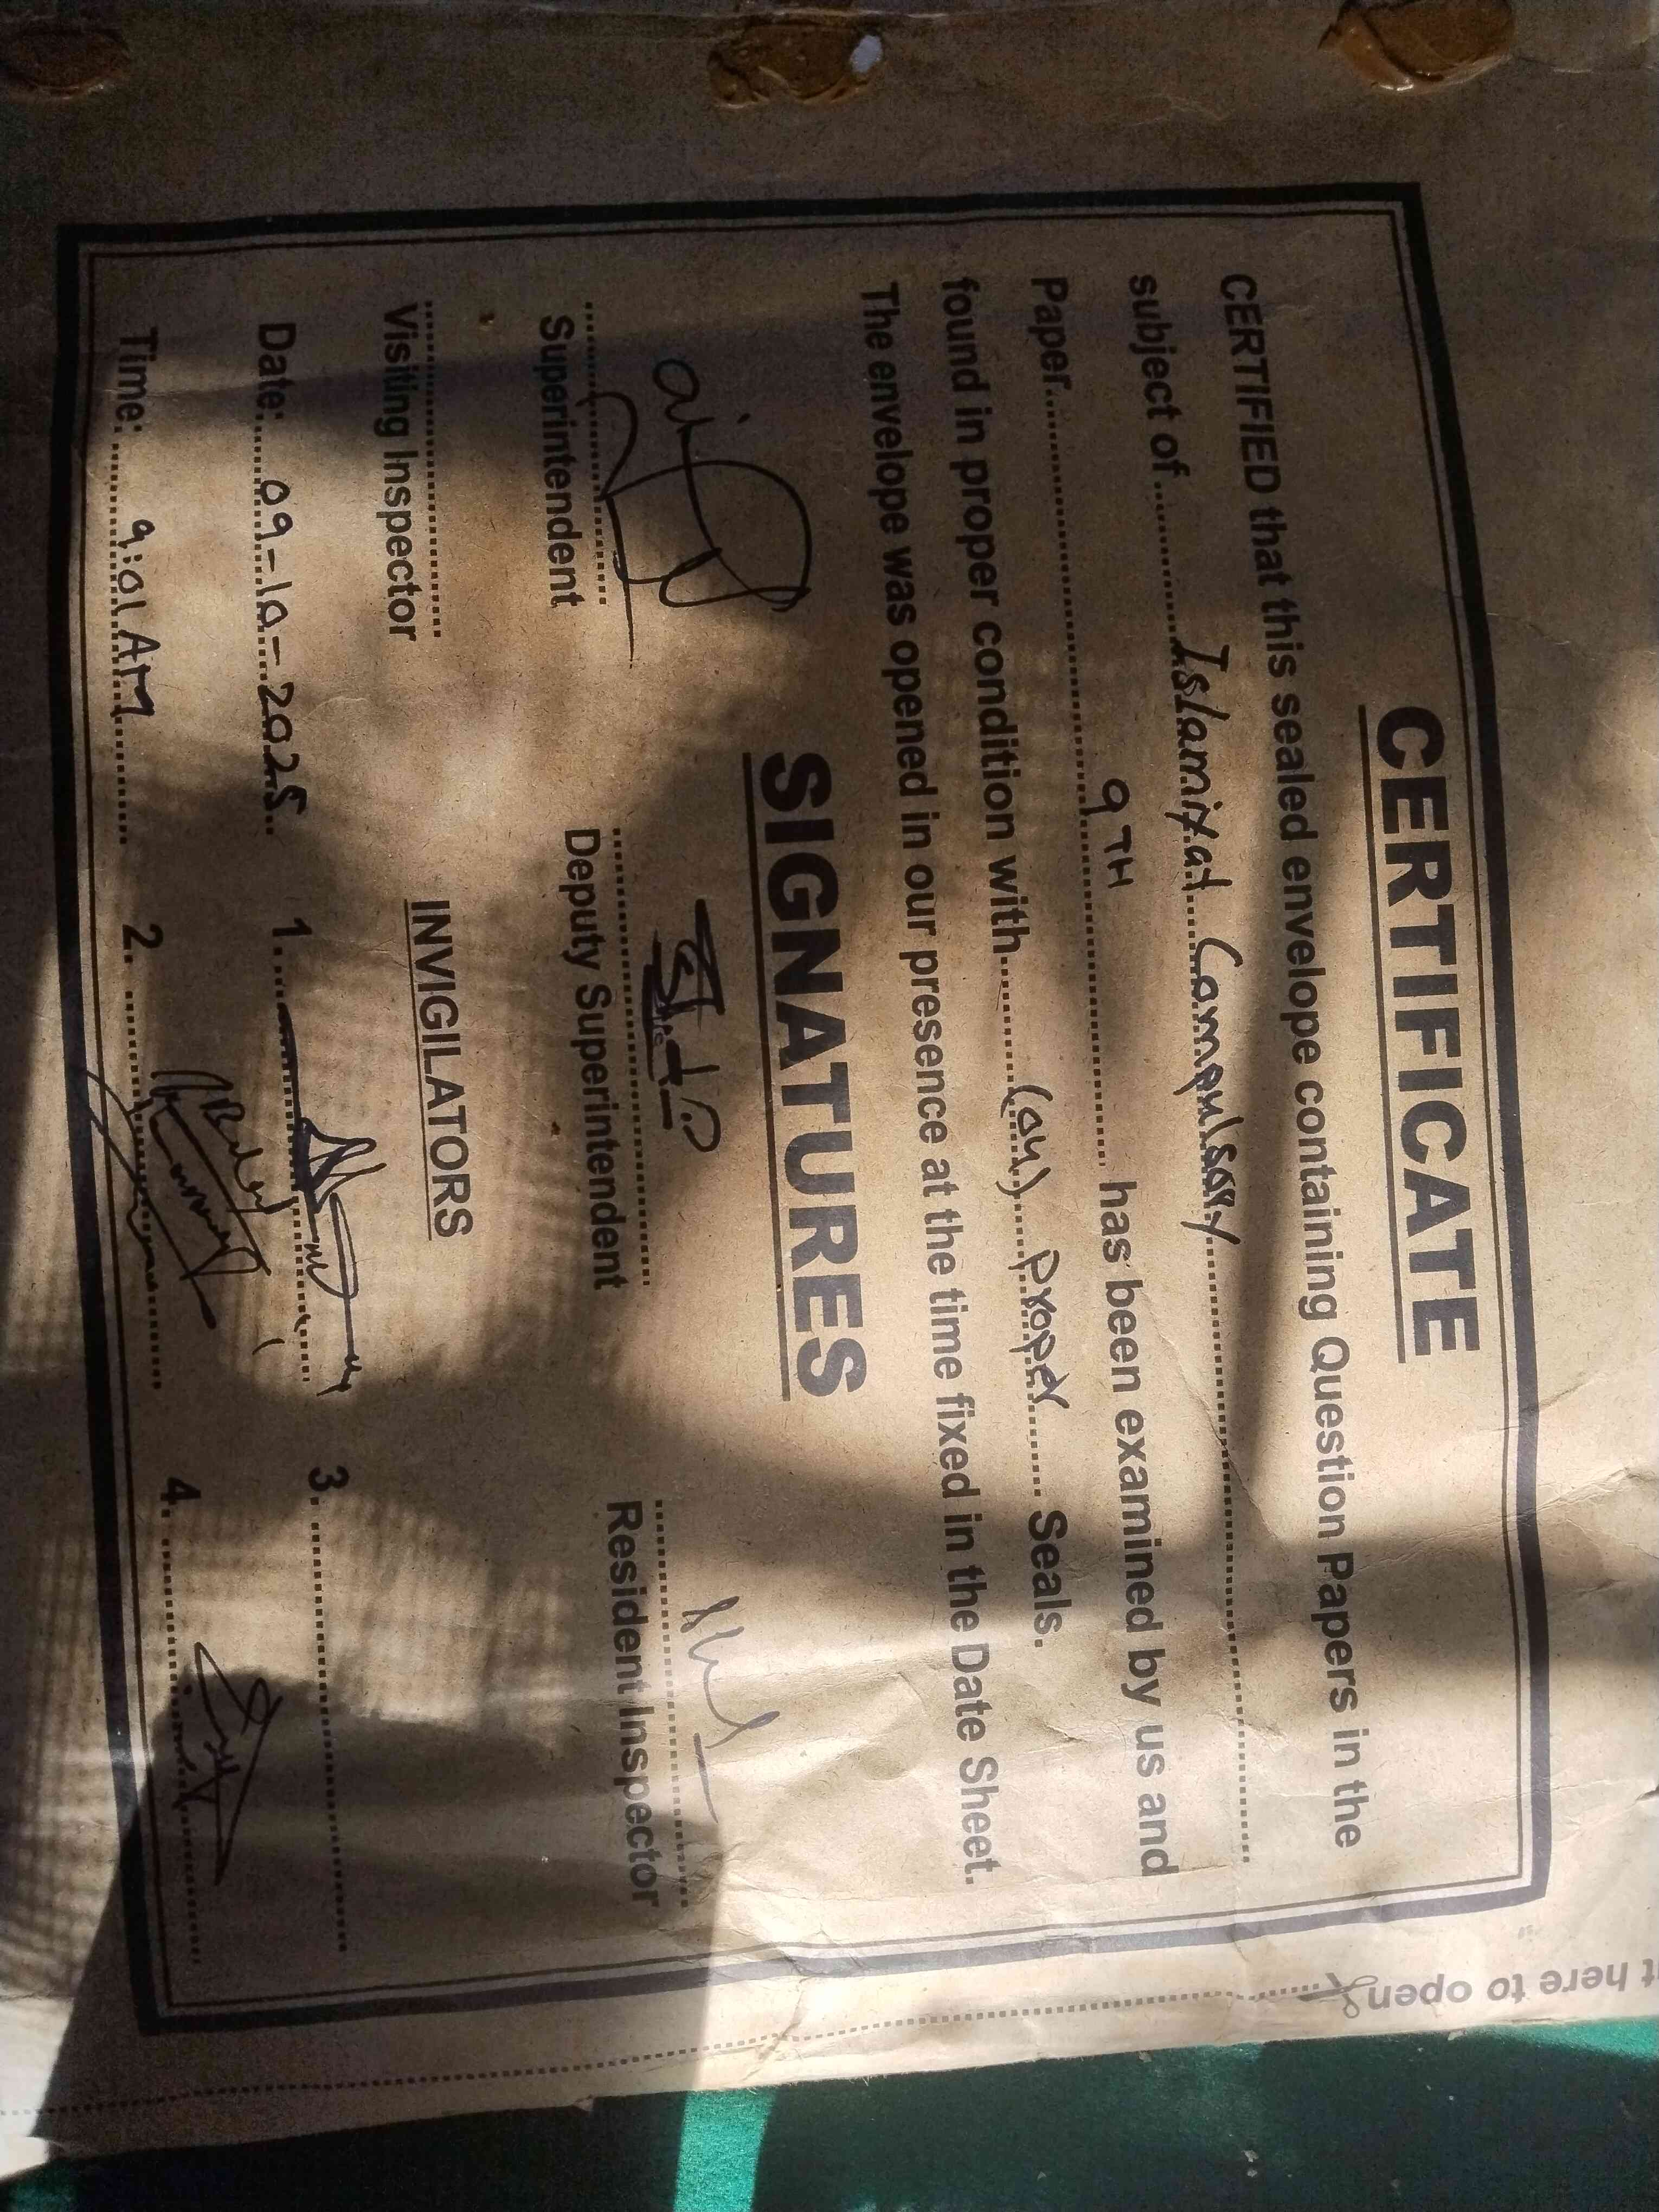 CERTIFICATE
CERTIFIED that this sealed envelope containing Question Papers in the
subject of Islamiyat Compulsory
Paper 9TH has been examined by us and
found in proper condition with (04) proper Seals.
The envelope was opened in our presence at the time fixed in the Date Sheet.
SIGNATURES
Superintendent Deputy Superintendent Resident Inspector
Visiting Inspector
INVIGILATORS
Date: 09-10-2025 1. 3.
Time: 9:01 AM 2. 4.
here to open